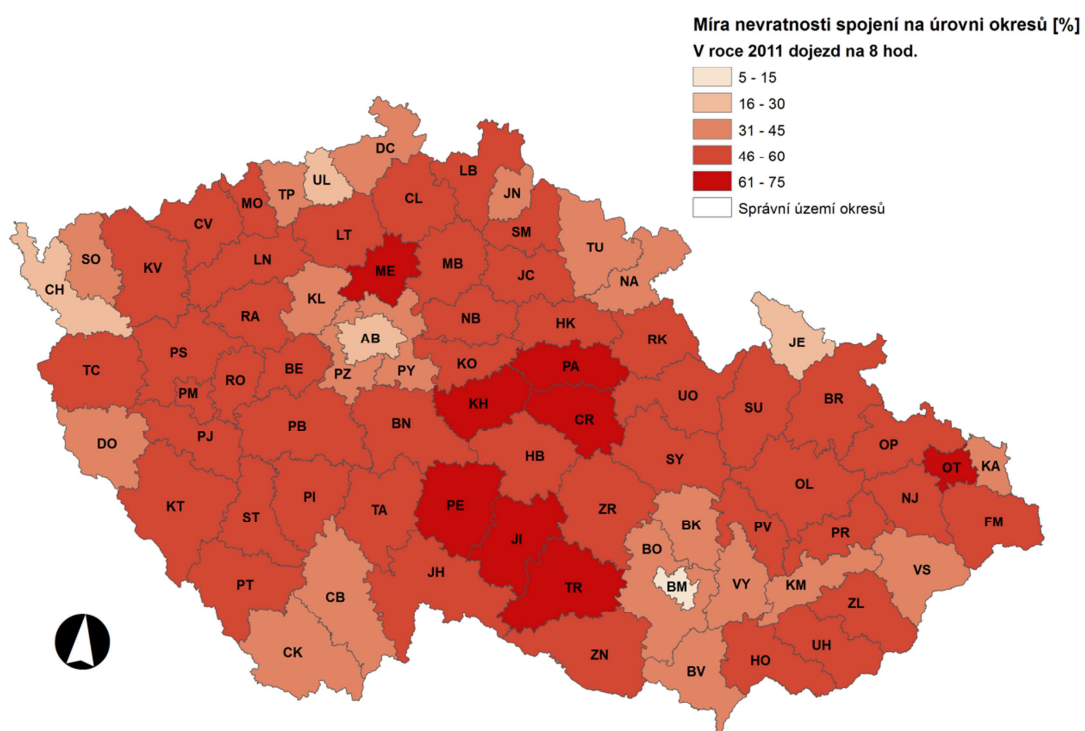 Míra nevratnosti spojení na úrovni okresů [%]
V roce 2011 dojezd na 8 hod.
5 - 15
16 - 30
31 - 45
46 - 60
61 - 75
Správní území okresů
DC
UL
LB
TP
JN
MO
CL
CV
LT
SM
TU
SO
KV
LN
ME
MB
JC
NA
CH
KL
RA
NB
HK
AB
RK
JE
PS
TC
BE
PZ
PY
KO
PA
RO
PM
KH
UO
SU
BR
CR
PB
BN
DO
PJ
OP
HB
SY
OT
KA
OL
NJ
KT
ST
PI
TA
PE
ZR
BK
PV
PR
FM
JI
BO
VS
PT
CB
JH
TR
BM
VY
KM
ZL
CK
ZN
BV
HO
UH